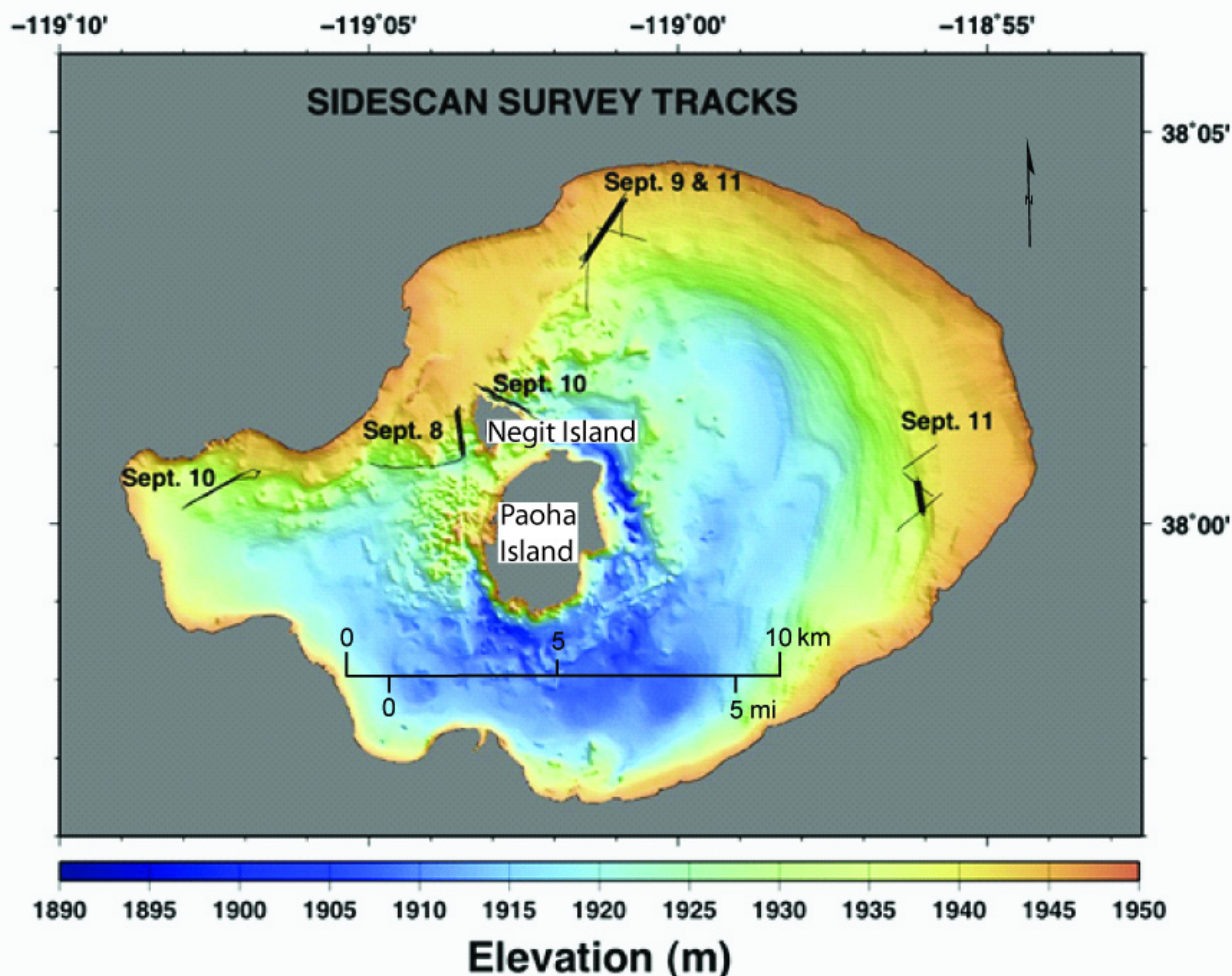 −119˚10' −119˚05' −119˚00' −118˚55'
SIDESCAN SURVEY TRACKS
38˚05'
Sept. 9 & 11
N
Sept. 10
Sept. 11
Sept. 8
Negit Island
Sept. 10
Paoha
Island
38˚00'
0 5 10 km
0 5 mi
1890 1895 1900 1905 1910 1915 1920 1925 1930 1935 1940 1945 1950
Elevation (m)